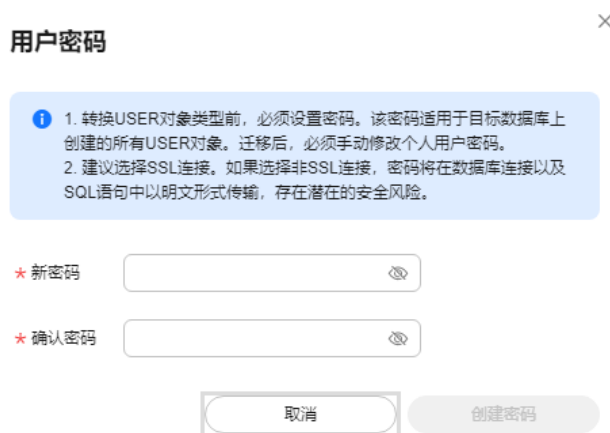 用户密码
1. 转换USER对象类型前，必须设置密码。该密码适用于目标数据库上
创建的所有USER对象。迁移后，必须手动修改个人用户密码。
2. 建议选择SSL连接。如果选择非SSL连接，密码将在数据库连接以及
SQL语句中以明文形式传输，存在潜在的安全风险。
* 新密码
* 确认密码
取消 创建密码